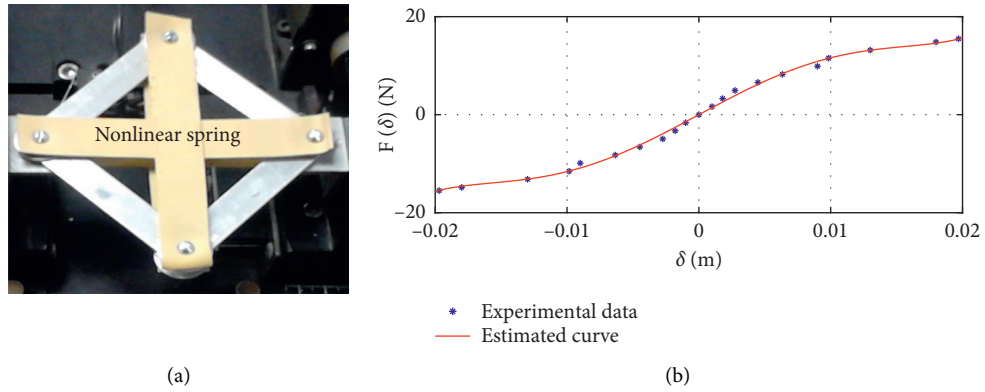 Nonlinear spring
(a)
F (δ) (N)
20
0
−20
−0.02 −0.01 0 0.01 0.02
δ (m)
Experimental data
Estimated curve
(b)